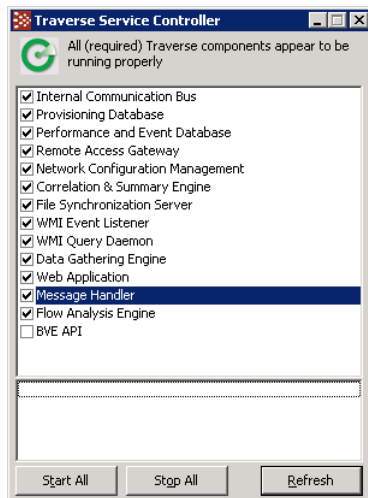 Traverse Service Controller
All (required) Traverse components appear to be
running properly
Internal Communication Bus
Provisioning Database
Performance and Event Database
Remote Access Gateway
Network Configuration Management
Correlation & Summary Engine
File Synchronization Server
WMI Event Listener
WMI Query Daemon
Data Gathering Engine
Web Application
Message Handler
Flow Analysis Engine
BVE API
Start All Stop All Refresh